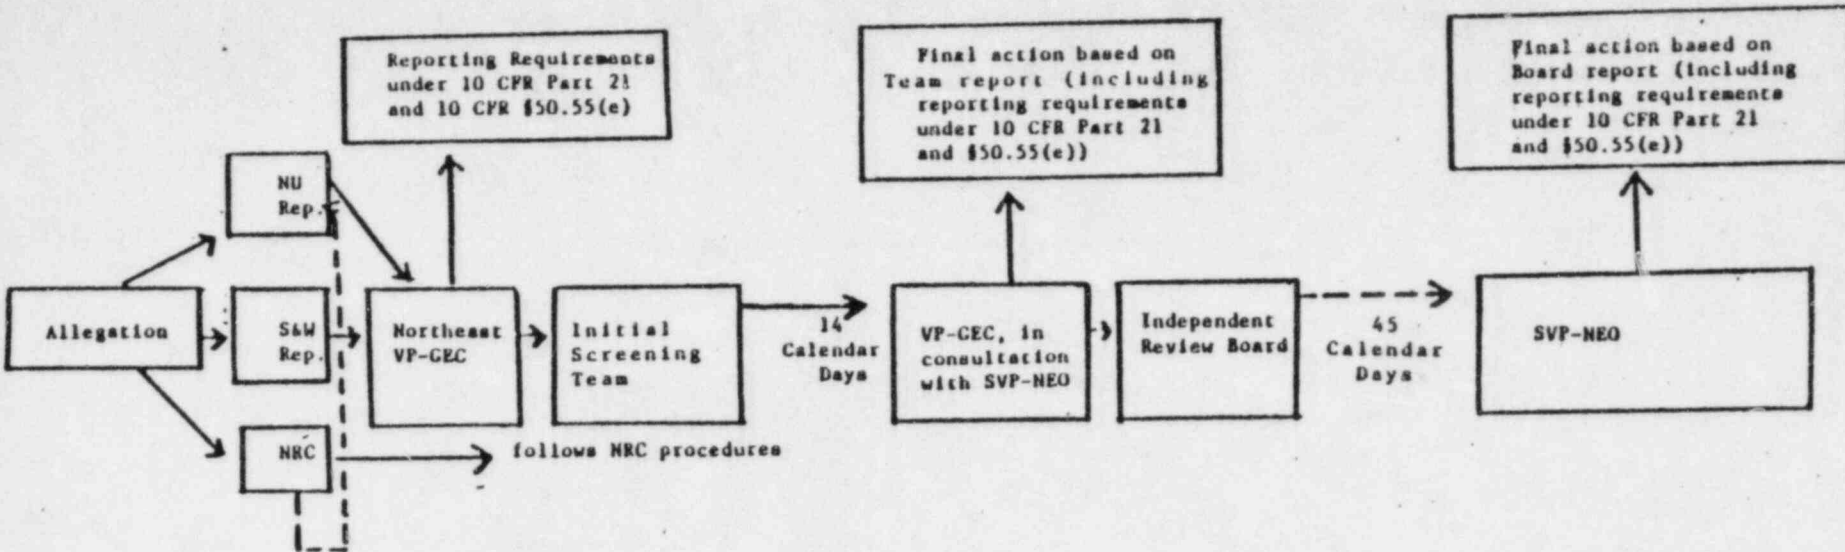 Reporting Requirements
under 10 CFR Part 21
and 10 CFR §50.55(e)
Final action based on
Team report (including
reporting requirements
under 10 CFR Part 21
and §50.55(e))
Final action based on
Board report (including
reporting requirements
under 10 CFR Part 21
and §50.55(e))
NU
Rep.
Allegation
S&W
Rep.
NRC
follows NRC procedures
Northeast
VP-GEC
Initial
Screening
Team
14
Calendar
Days
VP-GEC, in
consultation
with SVP-NEO
Independent
Review Board
45
Calendar
Days
SVP-NEO